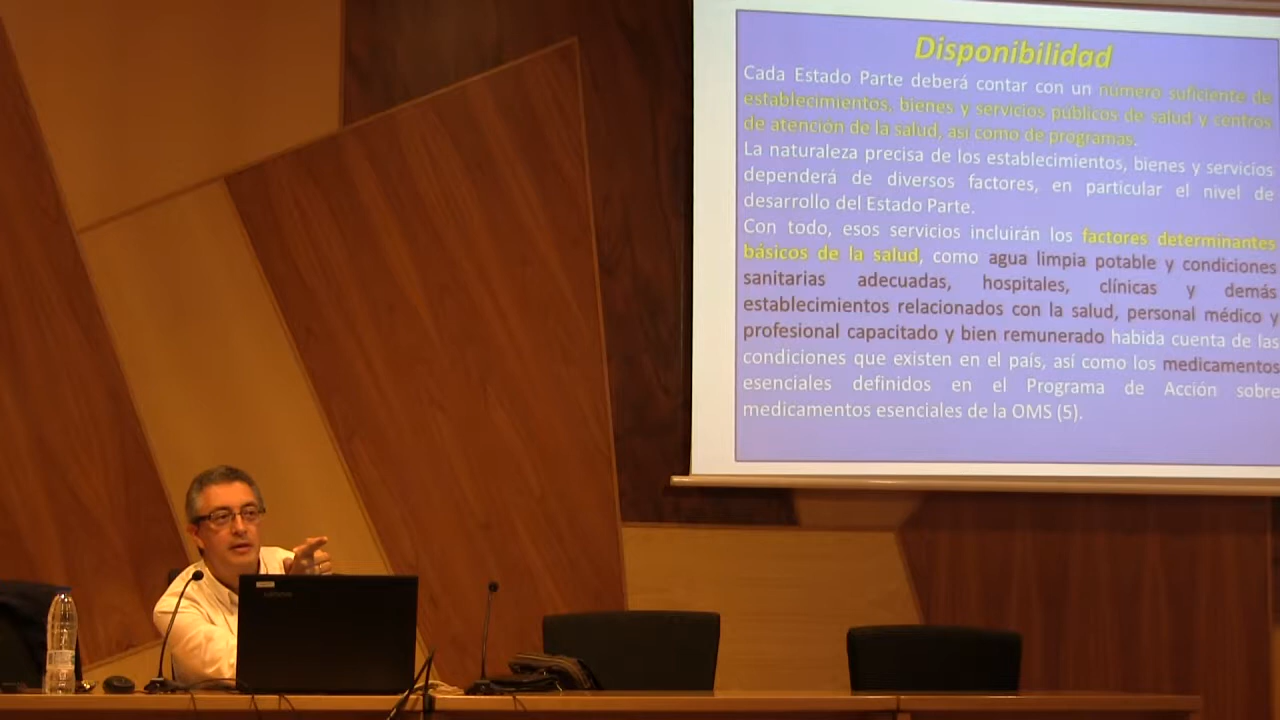 Disponibilidad
Cada Estado Parte deberá contar con un número suficiente de
establecimientos, bienes y servicios públicos de salud y centros
de atención de la salud, así como de programas.
La naturaleza precisa de los establecimientos, bienes y servicios
dependerá de diversos factores, en particular el nivel de
desarrollo del Estado Parte.
Con todo, esos servicios incluirán los factores determinantes
básicos de la salud, como agua limpia potable y condiciones
sanitarias adecuadas, hospitales, clínicas y demás
establecimientos relacionados con la salud, personal médico y
profesional capacitado y bien remunerado habida cuenta de las
condiciones que existen en el país, así como los medicamentos
esenciales definidos en el Programa de Acción sobre
medicamentos esenciales de la OMS (5).
lenovo